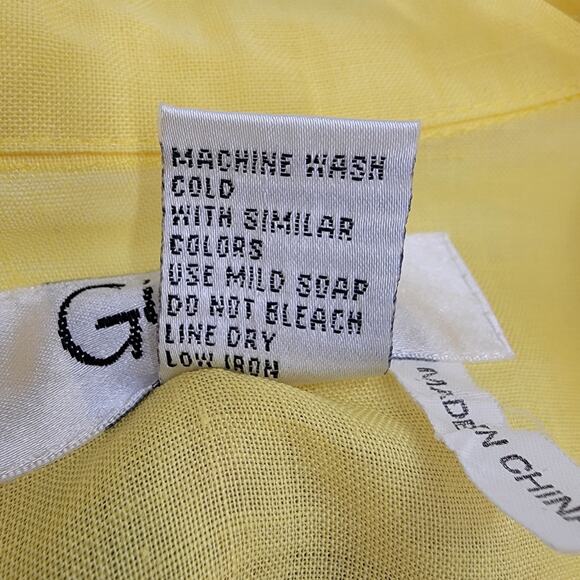 MACHINE WASH
COLD
WITH SIMILAR
COLORS
USE MILD SOAP
DO NOT BLEACH
LINE DRY
LOW IRON
MADE IN CHINA